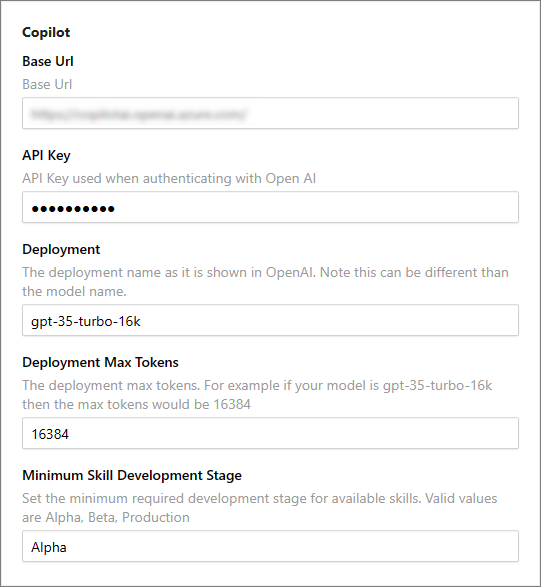 Copilot
Base Url
Base Url
API Key
API Key used when authenticating with Open AI
●●●●●●●●●●
Deployment
The deployment name as it is shown in OpenAI. Note this can be different than
the model name.
gpt-35-turbo-16k
Deployment Max Tokens
The deployment max tokens. For example if your model is gpt-35-turbo-16k
then the max tokens would be 16384
16384
Minimum Skill Development Stage
Set the minimum required development stage for available skills. Valid values
are Alpha, Beta, Production
Alpha